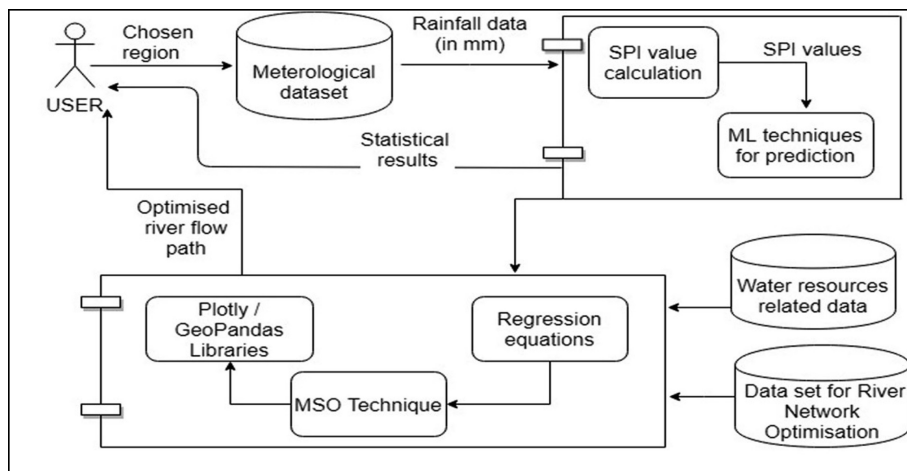 Chosen
region
USER
Meterological
dataset
Rainfall data
(in mm)
SPI value
calculation
SPI values
ML techniques
for prediction
Statistical
results
Optimised
river flow
path
Plotly /
GeoPandas
Libraries
MSO Technique
Regression
equations
Water resources
related data
Data set for River
Network
Optimisation